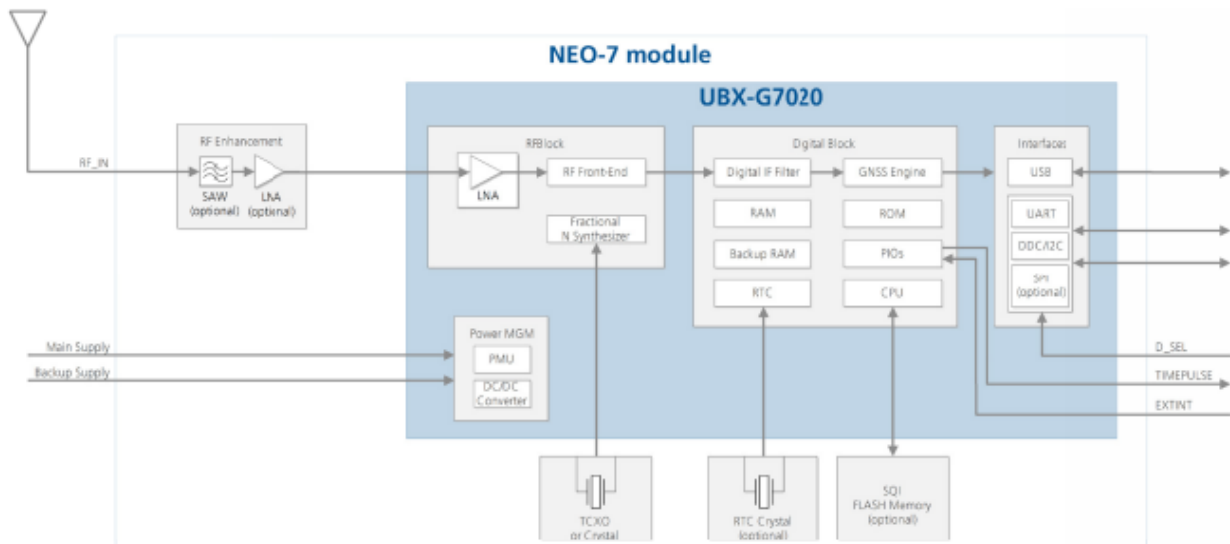 NEO-7 module
UBX-G7020
RF Enhancement
RF_IN
SAW
(optional)
LNA
(optional)
RFBlock
LNA
RF Front-End
Fractional
N Synthesizer
Digital Block
Digital IF Filter
GNSS Engine
RAM
ROM
Backup RAM
PIOs
RTC
CPU
Interfaces
USB
UART
DDC/I2C
SPI
(optional)
Main Supply
Backup Supply
Power MGM
PMU
DC/DC
Converter
D_SEL
TIMEPULSE
EXTINT
TCXO
or Crystal
RTC Crystal
(optional)
SQI
FLASH Memory
(optional)